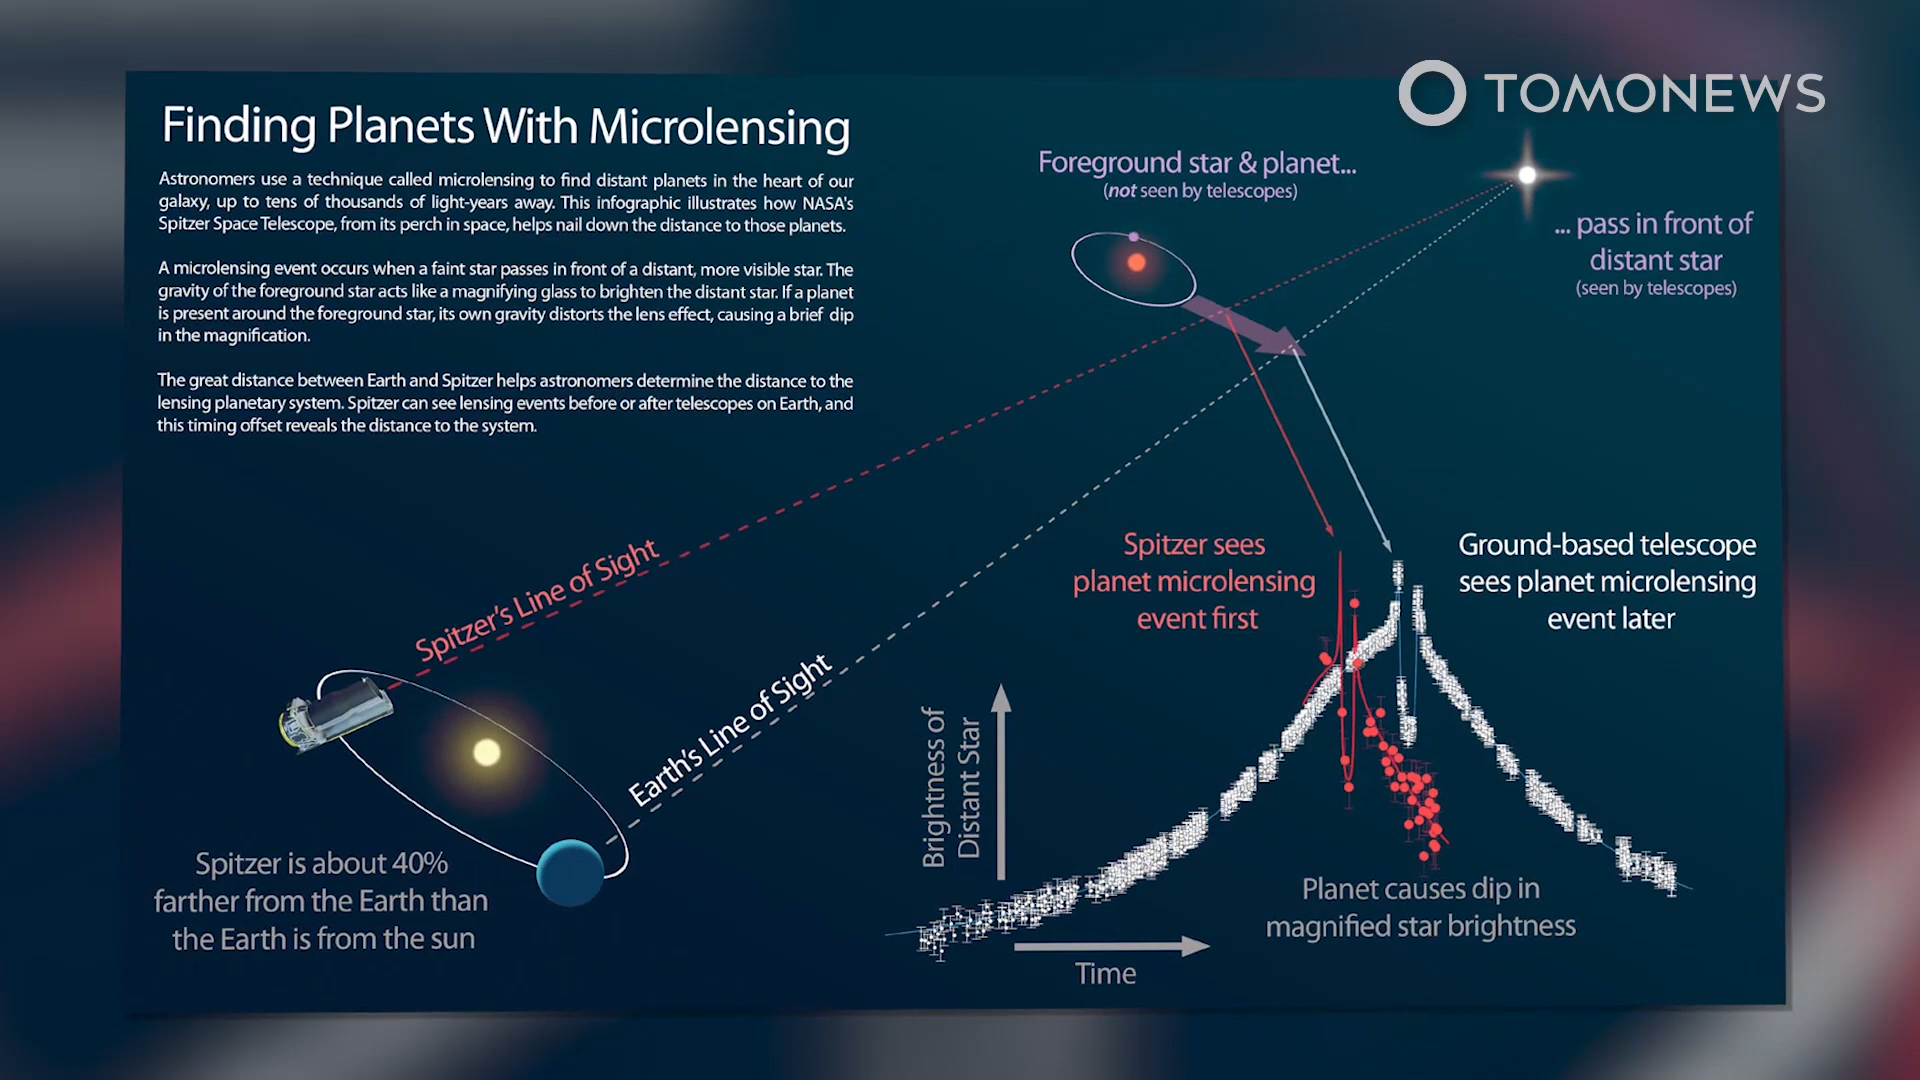 TOMONEWS
Finding Planets With Microlensing
Astronomers use a technique called microlensing to find distant planets in the heart of our
galaxy, up to tens of thousands of light-years away. This infographic illustrates how NASA's
Spitzer Space Telescope, from its perch in space, helps nail down the distance to those planets.
A microlensing event occurs when a faint star passes in front of a distant, more visible star. The
gravity of the foreground star acts like a magnifying glass to brighten the distant star. If a planet
is present around the foreground star, its own gravity distorts the lens effect, causing a brief dip
in the magnification.
The great distance between Earth and Spitzer helps astronomers determine the distance to the
lensing planetary system. Spitzer can see lensing events before or after telescopes on Earth, and
this timing offset reveals the distance to the system.
Foreground star & planet...
(not seen by telescopes)
... pass in front of
distant star
(seen by telescopes)
Spitzer's Line of Sight
Earth's Line of Sight
Spitzer sees
planet microlensing
event first
Ground-based telescope
sees planet microlensing
event later
Spitzer is about 40%
farther from the Earth than
the Earth is from the sun
Brightness of
Distant Star
Time
Planet causes dip in
magnified star brightness